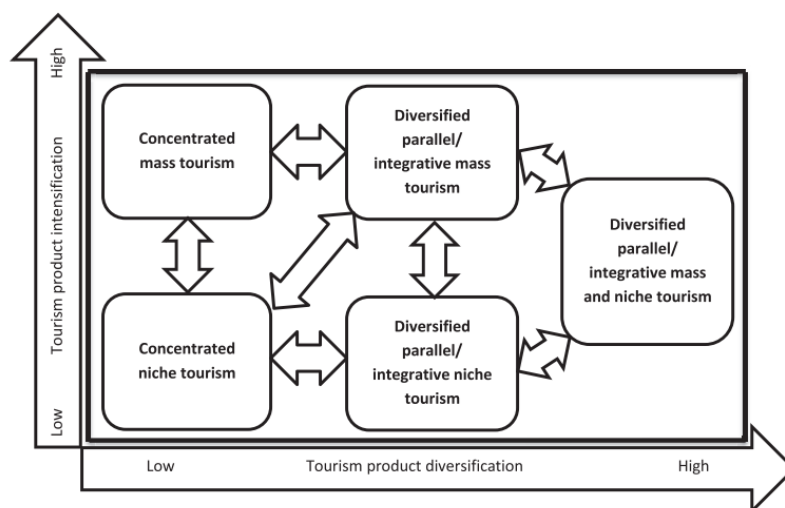 High
Tourism product intensification
Low
Concentrated
mass tourism
Diversified
parallel/
integrative mass
tourism
Diversified
parallel/
integrative mass
and niche tourism
Concentrated
niche tourism
Diversified
parallel/
integrative niche
tourism
Low
Tourism product diversification
High